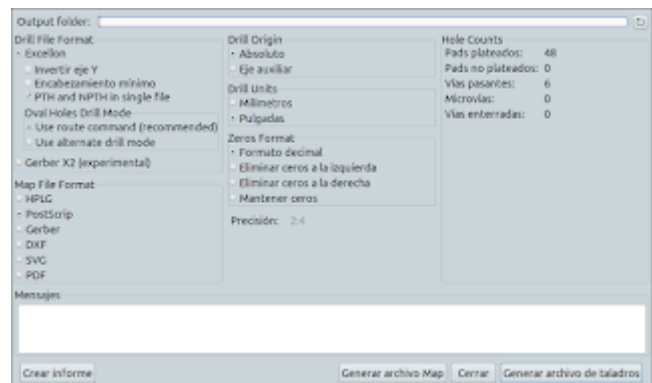 Output folder:
Drill File Format
Excellon
Invertir eje Y
Encabezamiento mínimo
PTH and NPTH in single file
Oval Holes Drill Mode
Use route command (recommended)
Use alternate drill mode
Gerber X2 (experimental)
Map File Format
HPLG
PostScrip
Gerber
DXF
SVG
PDF
Drill Origin
Absoluto
Eje auxiliar
Drill Units
Milímetros
Pulgadas
Zeros Format
Formato decimal
Eliminar ceros a la izquierda
Eliminar ceros a la derecha
Mantener ceros
Precisión: 2:4
Hole Counts
Pads plateados: 48
Pads no plateados: 0
Vias pasantes: 6
Microvias: 0
Vias enterradas: 0
Mensajes
Crear informe
Generar archivo Map
Cerrar
Generar archivo de taladros